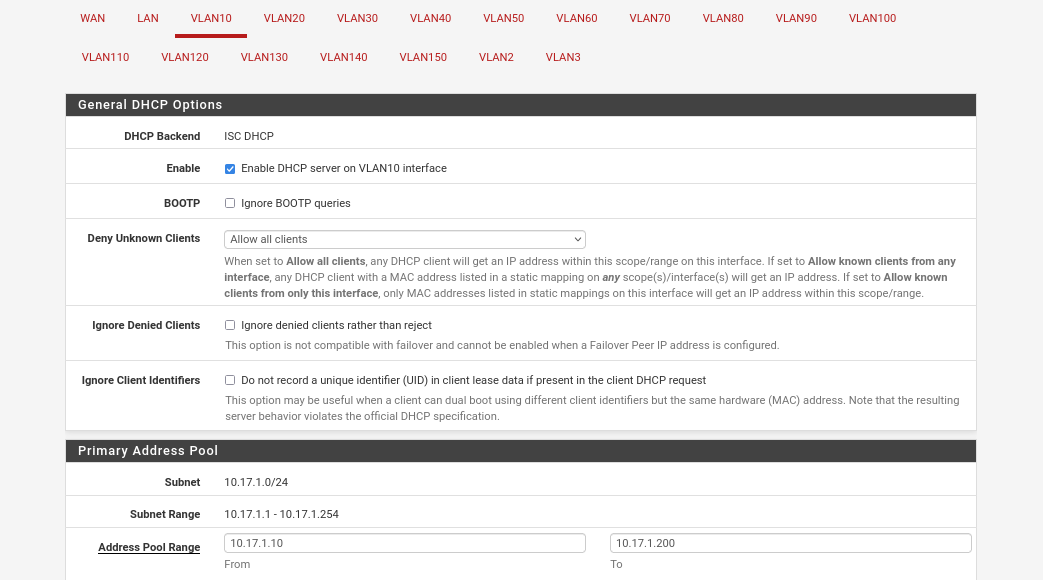 WAN LAN VLAN10 VLAN20 VLAN30 VLAN40 VLAN50 VLAN60 VLAN70 VLAN80 VLAN90 VLAN100
VLAN110 VLAN120 VLAN130 VLAN140 VLAN150 VLAN2 VLAN3
General DHCP Options
DHCP Backend ISC DHCP
Enable Enable DHCP server on VLAN10 interface
BOOTP Ignore BOOTP queries
Deny Unknown Clients Allow all clients
When set to Allow all clients, any DHCP client will get an IP address within this scope/range on this interface. If set to Allow known clients from any
interface, any DHCP client with a MAC address listed in a static mapping on any scope(s)/interface(s) will get an IP address. If set to Allow known
clients from only this interface, only MAC addresses listed in static mappings on this interface will get an IP address within this scope/range.
Ignore Denied Clients Ignore denied clients rather than reject
This option is not compatible with failover and cannot be enabled when a Failover Peer IP address is configured.
Ignore Client Identifiers Do not record a unique identifier (UID) in client lease data if present in the client DHCP request
This option may be useful when a client can dual boot using different client identifiers but the same hardware (MAC) address. Note that the resulting
server behavior violates the official DHCP specification.
Primary Address Pool
Subnet 10.17.1.0/24
Subnet Range 10.17.1.1 - 10.17.1.254
Address Pool Range 10.17.1.10 10.17.1.200
From To